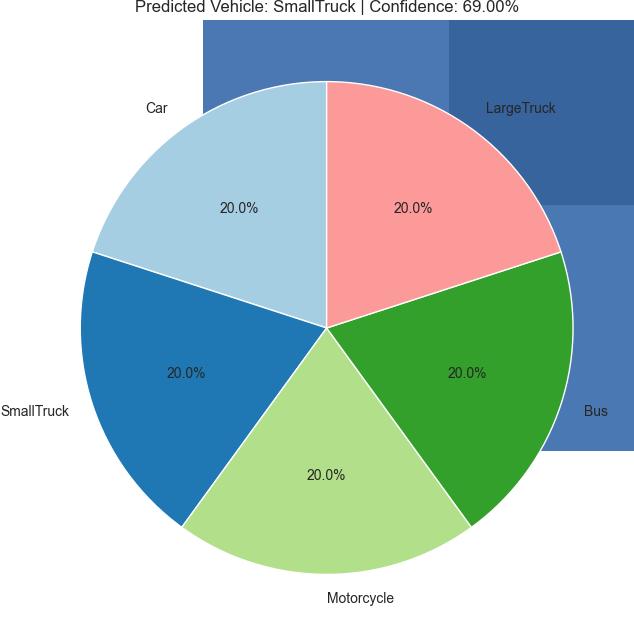 Predicted Vehicle: SmallTruck | Confidence: 69.00%
Car
LargeTruck
20.0%
20.0%
20.0%
20.0%
SmallTruck
Bus
20.0%
Motorcycle